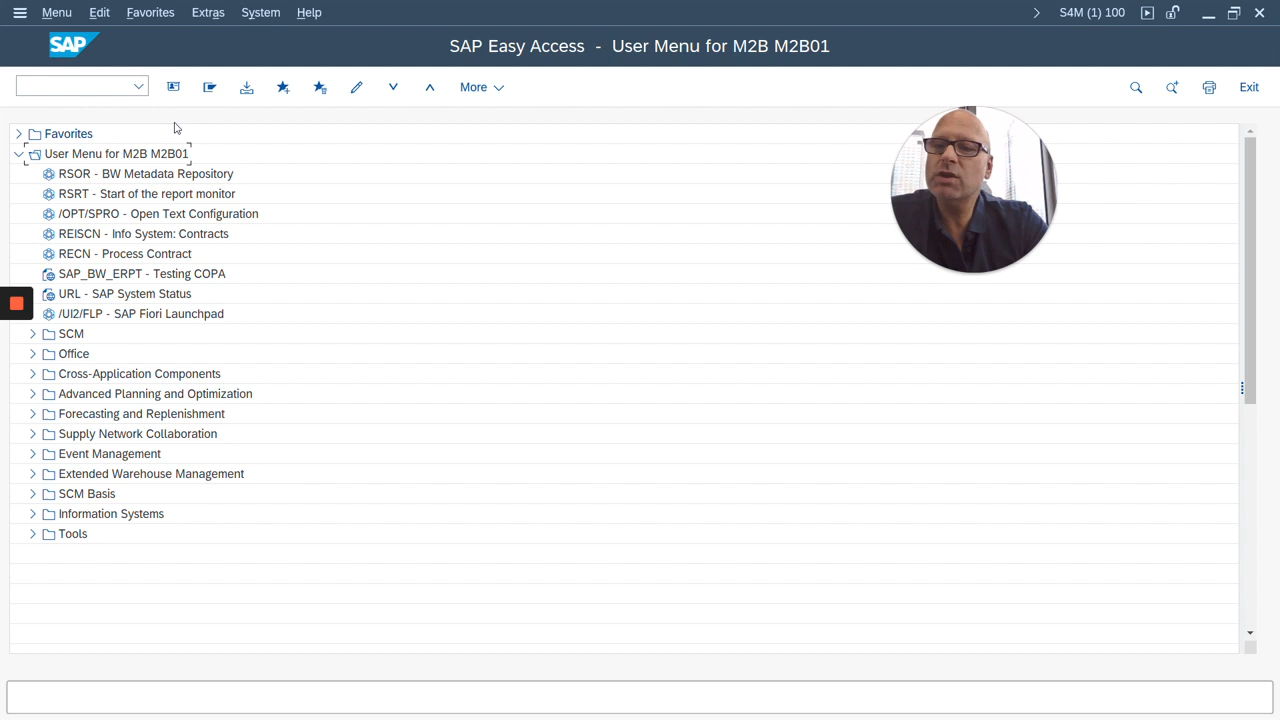 Menu Edit Favorites Extras System Help S4M (1) 100
SAP SAP Easy Access - User Menu for M2B M2B01
More Exit
Favorites
User Menu for M2B M2B01
RSOR - BW Metadata Repository
RSRT - Start of the report monitor
/OPT/SPRO - Open Text Configuration
REISCN - Info System: Contracts
RECN - Process Contract
SAP_BW_ERPT - Testing COPA
URL - SAP System Status
/UI2/FLP - SAP Fiori Launchpad
SCM
Office
Cross-Application Components
Advanced Planning and Optimization
Forecasting and Replenishment
Supply Network Collaboration
Event Management
Extended Warehouse Management
SCM Basis
Information Systems
Tools